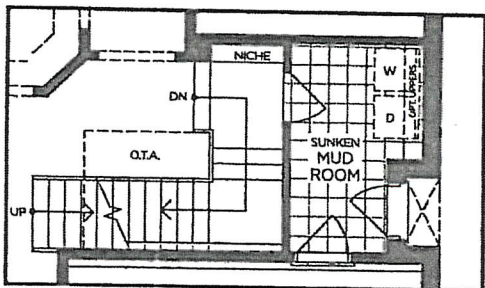 NICHE
W
DN
D
OPT. UPPERS
O.T.A.
SUNKEN
MUD
ROOM
UP